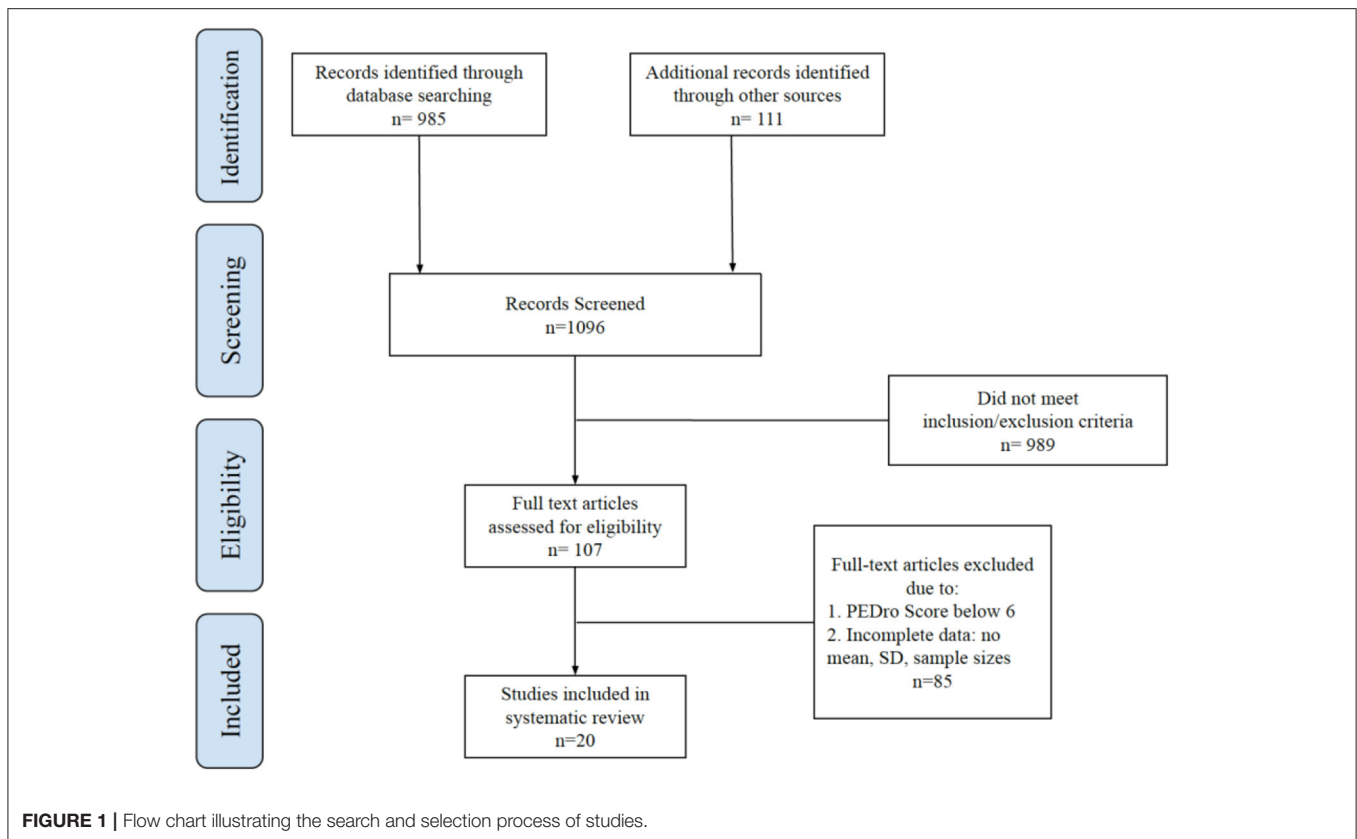 Identification
Records identified through
database searching
n= 985
Additional records identified
through other sources
n= 111
Screening
Records Screened
n=1096
Did not meet
inclusion/exclusion criteria
n= 989
Eligibility
Full text articles
assessed for eligibility
n= 107
Full-text articles excluded
due to:
1. PEDro Score below 6
2. Incomplete data: no
mean, SD, sample sizes
n=85
Included
Studies included in
systematic review
n=20
FIGURE 1 | Flow chart illustrating the search and selection process of studies.